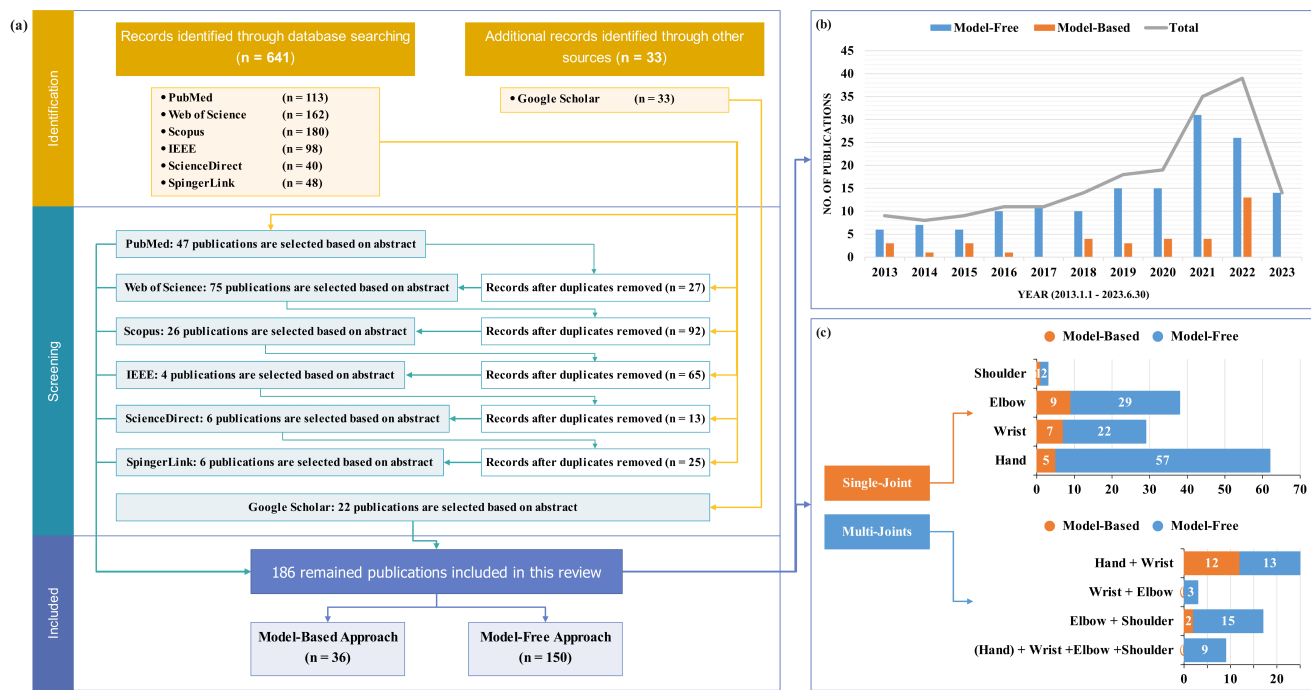 (a)
Identification
Records identified through database searching
(n = 641)
Additional records identified through other
sources (n = 33)
• PubMed (n = 113)
• Web of Science (n = 162)
• Scopus (n = 180)
• IEEE (n = 98)
• ScienceDirect (n = 40)
• SpingerLink (n = 48)
• Google Scholar (n = 33)
Screening
PubMed: 47 publications are selected based on abstract
Web of Science: 75 publications are selected based on abstract
Records after duplicates removed (n = 27)
Scopus: 26 publications are selected based on abstract
Records after duplicates removed (n = 92)
IEEE: 4 publications are selected based on abstract
Records after duplicates removed (n = 65)
ScienceDirect: 6 publications are selected based on abstract
Records after duplicates removed (n = 13)
SpingerLink: 6 publications are selected based on abstract
Records after duplicates removed (n = 25)
Google Scholar: 22 publications are selected based on abstract
Included
186 remained publications included in this review
Model-Based Approach
(n = 36)
Model-Free Approach
(n = 150)
(b)
Model-Free Model-Based Total
NO. OF PUBLICATIONS
45
40
35
30
25
20
15
10
5
0
2013 2014 2015 2016 2017 2018 2019 2020 2021 2022 2023
YEAR (2013.1.1 - 2023.6.30)
(c)
Model-Based Model-Free
Shoulder 1 2
Elbow 9 29
Wrist 7 22
Hand 5 57
0 10 20 30 40 50 60 70
Single-Joint
Multi-Joints
Model-Based Model-Free
Hand + Wrist 12 13
Wrist + Elbow 3
Elbow + Shoulder 2 15
(Hand) + Wrist +Elbow +Shoulder 9
0 10 20